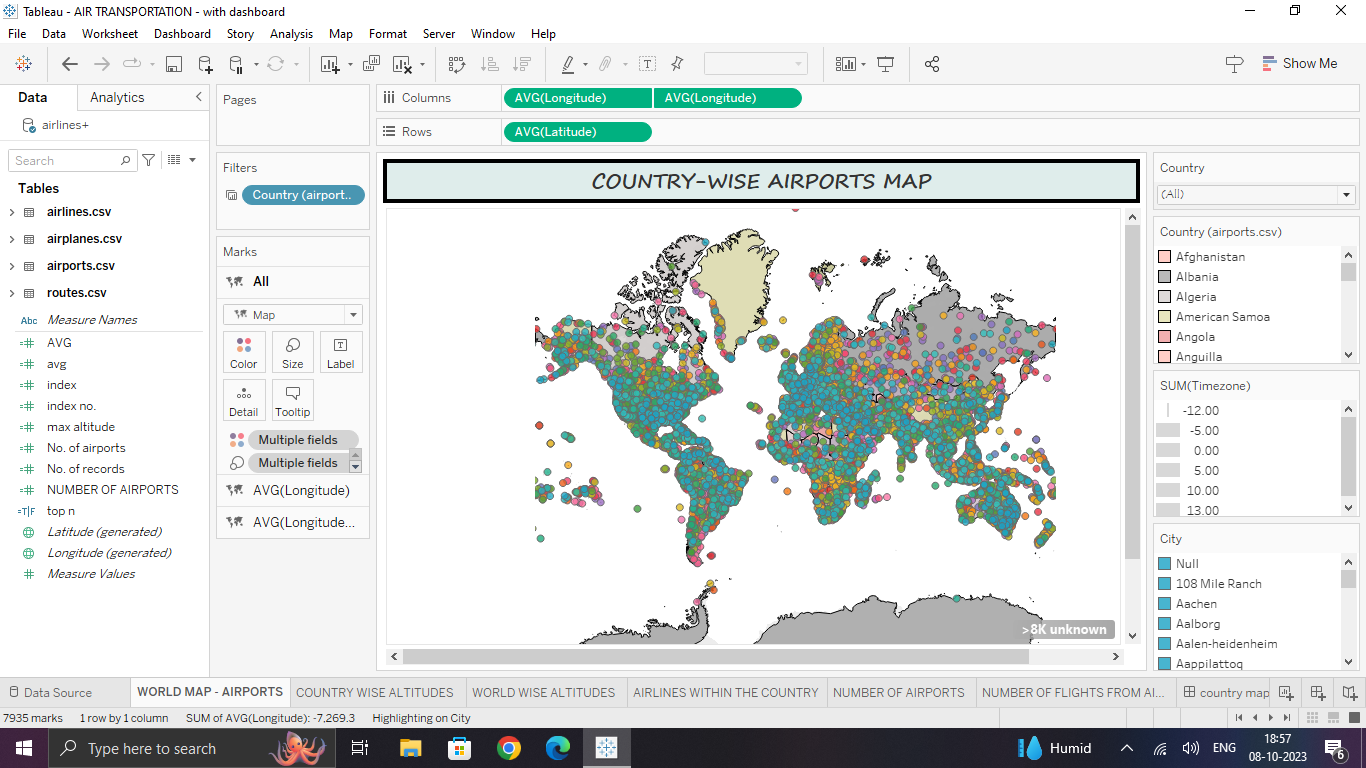 Tableau - AIR TRANSPORTATION - with dashboard
File Data Worksheet Dashboard Story Analysis Map Format Server Window Help
Show Me
Data Analytics
airlines+
Search
Tables
airlines.csv
airplanes.csv
airports.csv
routes.csv
Abc Measure Names
AVG
avg
index
index no.
max altitude
No. of airports
No. of records
NUMBER OF AIRPORTS
top n
Latitude (generated)
Longitude (generated)
Measure Values
Pages
Filters
Country (airport..
Marks
All
Map
Color Size Label
Detail Tooltip
Multiple fields
Multiple fields
AVG(Longitude)
AVG(Longitude...
Columns AVG(Longitude) AVG(Longitude)
Rows AVG(Latitude)
COUNTRY-WISE AIRPORTS MAP
>8K unknown
Country
(All)
Country (airports.csv)
Afghanistan
Albania
Algeria
American Samoa
Angola
Anguilla
SUM(Timezone)
-12.00
-5.00
0.00
5.00
10.00
13.00
City
Null
108 Mile Ranch
Aachen
Aalborg
Aalen-heidenheim
Aappilattoq
Data Source WORLD MAP - AIRPORTS COUNTRY WISE ALTITUDES WORLD WISE ALTITUDES AIRLINES WITHIN THE COUNTRY NUMBER OF AIRPORTS NUMBER OF FLIGHTS FROM AI... country map
7935 marks 1 row by 1 column SUM of AVG(Longitude): -7,269.3 Highlighting on City
Type here to search
Humid
ENG
18:57
08-10-2023
6